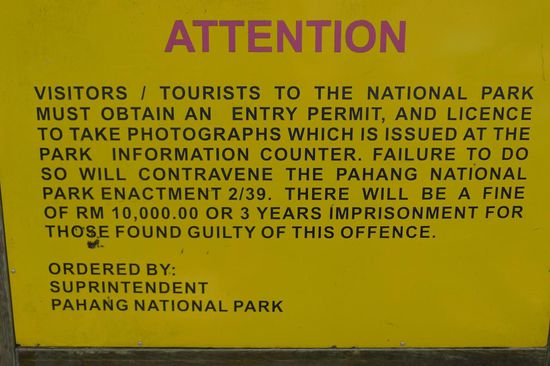 ATTENTION
VISITORS / TOURISTS TO THE NATIONAL PARK
MUST OBTAIN AN ENTRY PERMIT, AND LICENCE
TO TAKE PHOTOGRAPHS WHICH IS ISSUED AT THE
PARK INFORMATION COUNTER. FAILURE TO DO
SO WILL CONTRAVENE THE PAHANG NATIONAL
PARK ENACTMENT 2/39. THERE WILL BE A FINE
OF RM 10,000.00 OR 3 YEARS IMPRISONMENT FOR
THOSE FOUND GUILTY OF THIS OFFENCE.
ORDERED BY:
SUPRINTENDENT
PAHANG NATIONAL PARK